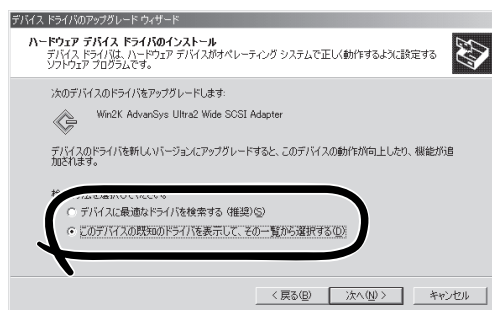 デバイス ドライバのアップグレード ウィザード
ハードウェア デバイス ドライバのインストール
デバイス ドライバは、ハードウェア デバイスがオペレーティング システムで正しく動作するように設定する
ソフトウェア プログラムです。
次のデバイスのドライバをアップグレードします:
Win2K AdvanSys Ultra2 Wide SCSI Adapter
デバイスのドライバを新しいバージョンにアップグレードすると、このデバイスの動作が向上したり、機能が追
加されます。
を選択してください。
デバイスに最適なドライバを検索する (推奨)(S)
このデバイスの既知のドライバを表示して、その一覧から選択する(D)
< 戻る(B) 次へ(N) > キャンセル